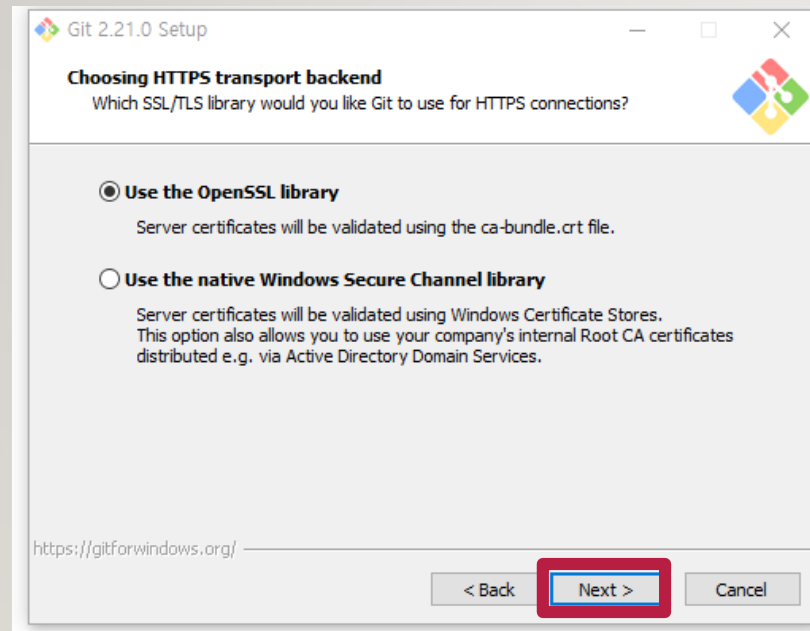 Git 2.21.0 Setup
Choosing HTTPS transport backend
Which SSL/TLS library would you like Git to use for HTTPS connections?
Use the OpenSSL library
Server certificates will be validated using the ca-bundle.crt file.
Use the native Windows Secure Channel library
Server certificates will be validated using Windows Certificate Stores.
This option also allows you to use your company's internal Root CA certificates
distributed e.g. via Active Directory Domain Services.
https://gitforwindows.org/
< Back Next > Cancel